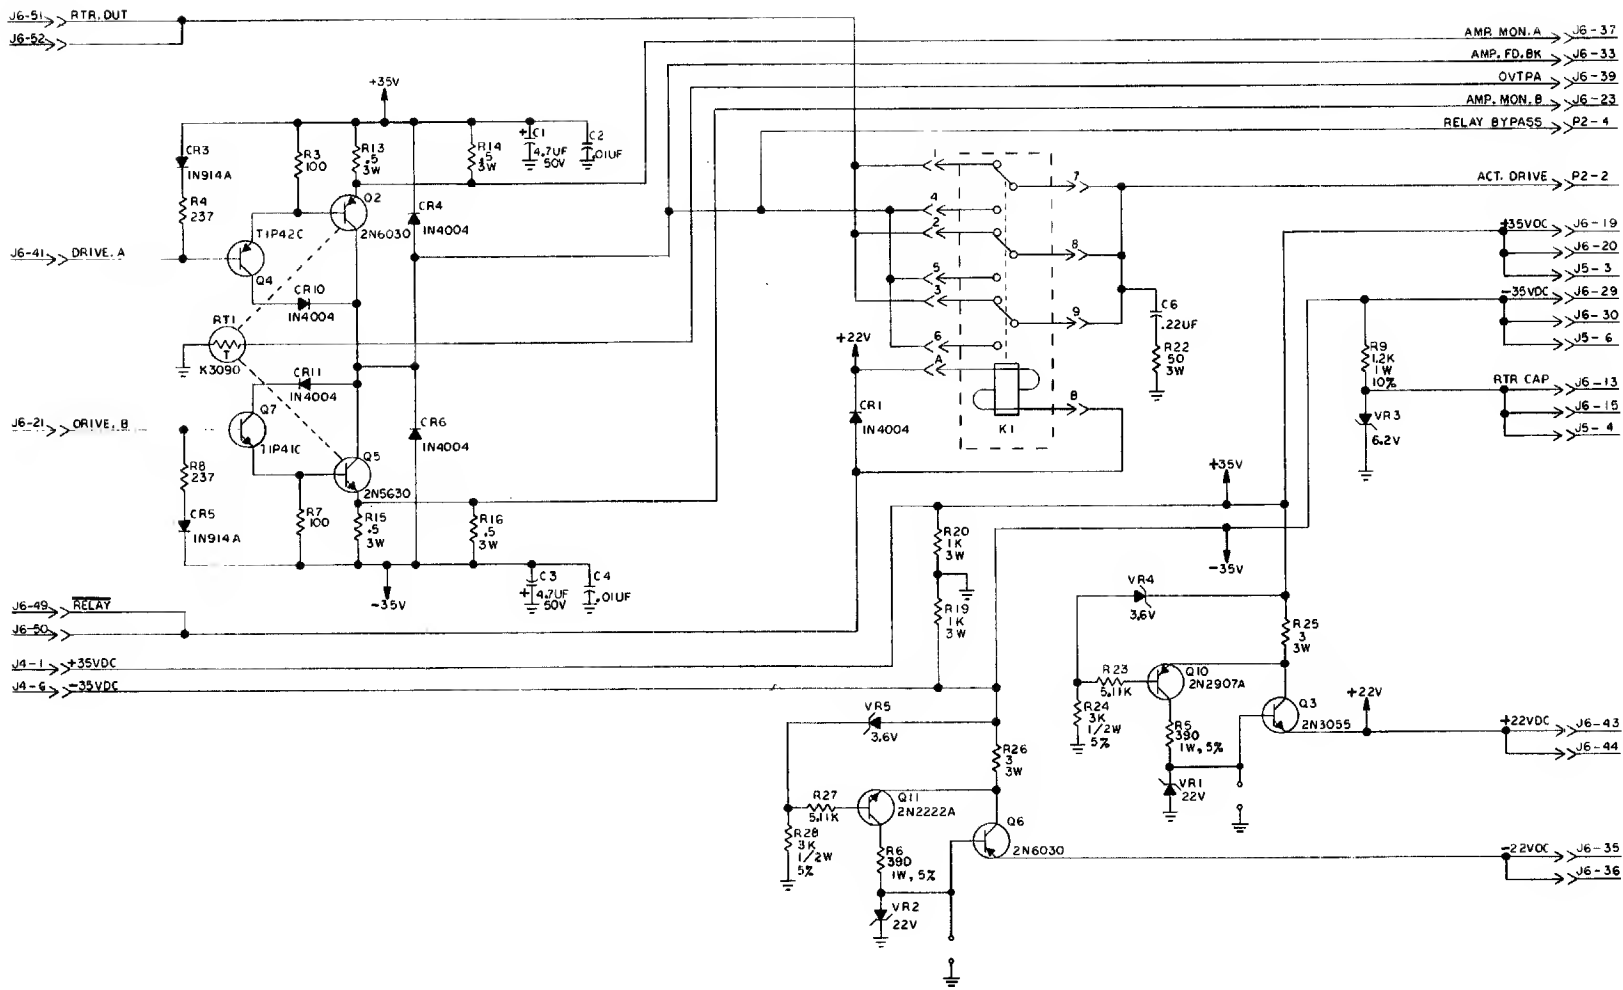 J6-51 RTR. DUT
J6-52
AMP. MON. A J6-37
AMP. FD. BK J6-33
OVTPA J6-39
AMP. MON. B J6-23
RELAY BYPASS P2-4
ACT. DRIVE P2-2
+35VDC J6-19
J6-20
J5-3
-35VDC J6-29
J6-30
J5-6
RTR CAP J6-13
J6-15
J5-4
+35V
CR3
1N914A
R4
237
R3
100
R13
.5
3W
R14
.5
3W
C1
+
4.7UF
50V
C2
.01UF
Q2
2N6030
CR4
1N4004
TIP42C
Q4
J6-41 DRIVE. A
CR10
1N4004
RT1
T
K3090
CR11
1N4004
Q7
TIP41C
J6-21 DRIVE. B
R8
237
CR5
1N914A
R7
100
Q5
2N5630
R15
.5
3W
R16
.5
3W
CR6
1N4004
-35V
C3
+
4.7UF
50V
C4
.01UF
1
4
2
5
3
6
A
7
8
9
B
K1
+22V
CR1
1N4004
C6
.22UF
R22
50
3W
R9
1.2K
1W
10%
VR3
6.2V
J6-49 RELAY
J6-50
J4-1 +35VDC
J4-6 -35VDC
R20
1K
3W
R19
1K
3W
+35V
-35V
VR4
3.6V
R25
3
3W
R23
5.11K
Q10
2N2907A
R24
3K
1/2W
5%
R5
390
1W, 5%
VR1
22V
Q3
2N3055
+22V
+22VDC J6-43
J6-44
VR5
3.6V
R26
3
3W
R27
5.11K
Q11
2N2222A
R28
3K
1/2W
5%
R6
390
1W, 5%
VR2
22V
Q6
2N6030
-22VDC J6-35
J6-36